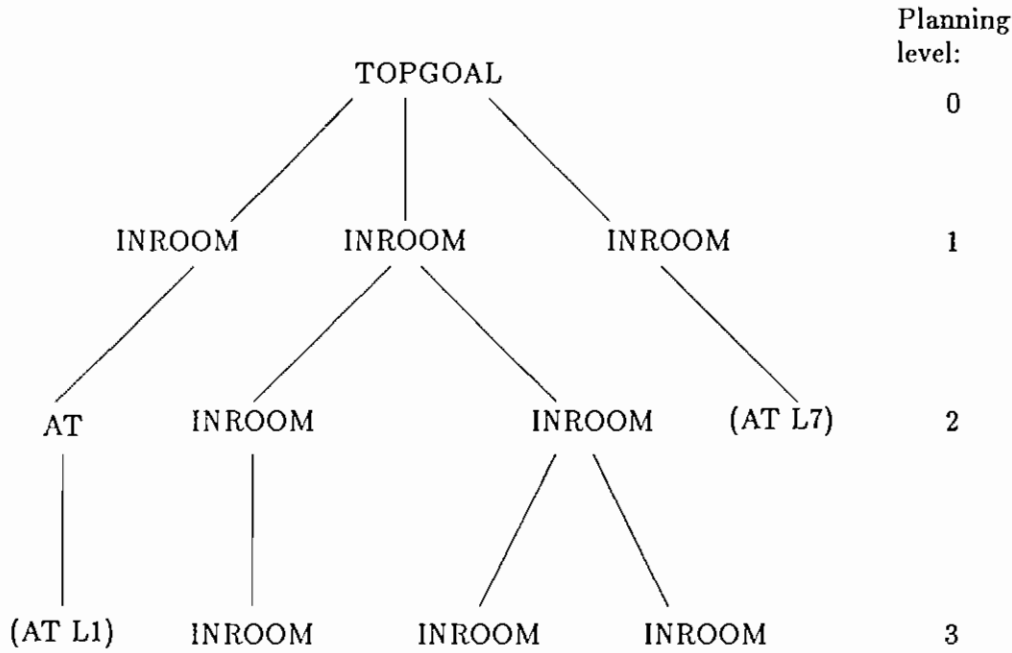 Planning
level:
TOPGOAL
0
INROOM INROOM INROOM 1
AT INROOM INROOM (AT L7) 2
(AT L1) INROOM INROOM INROOM 3